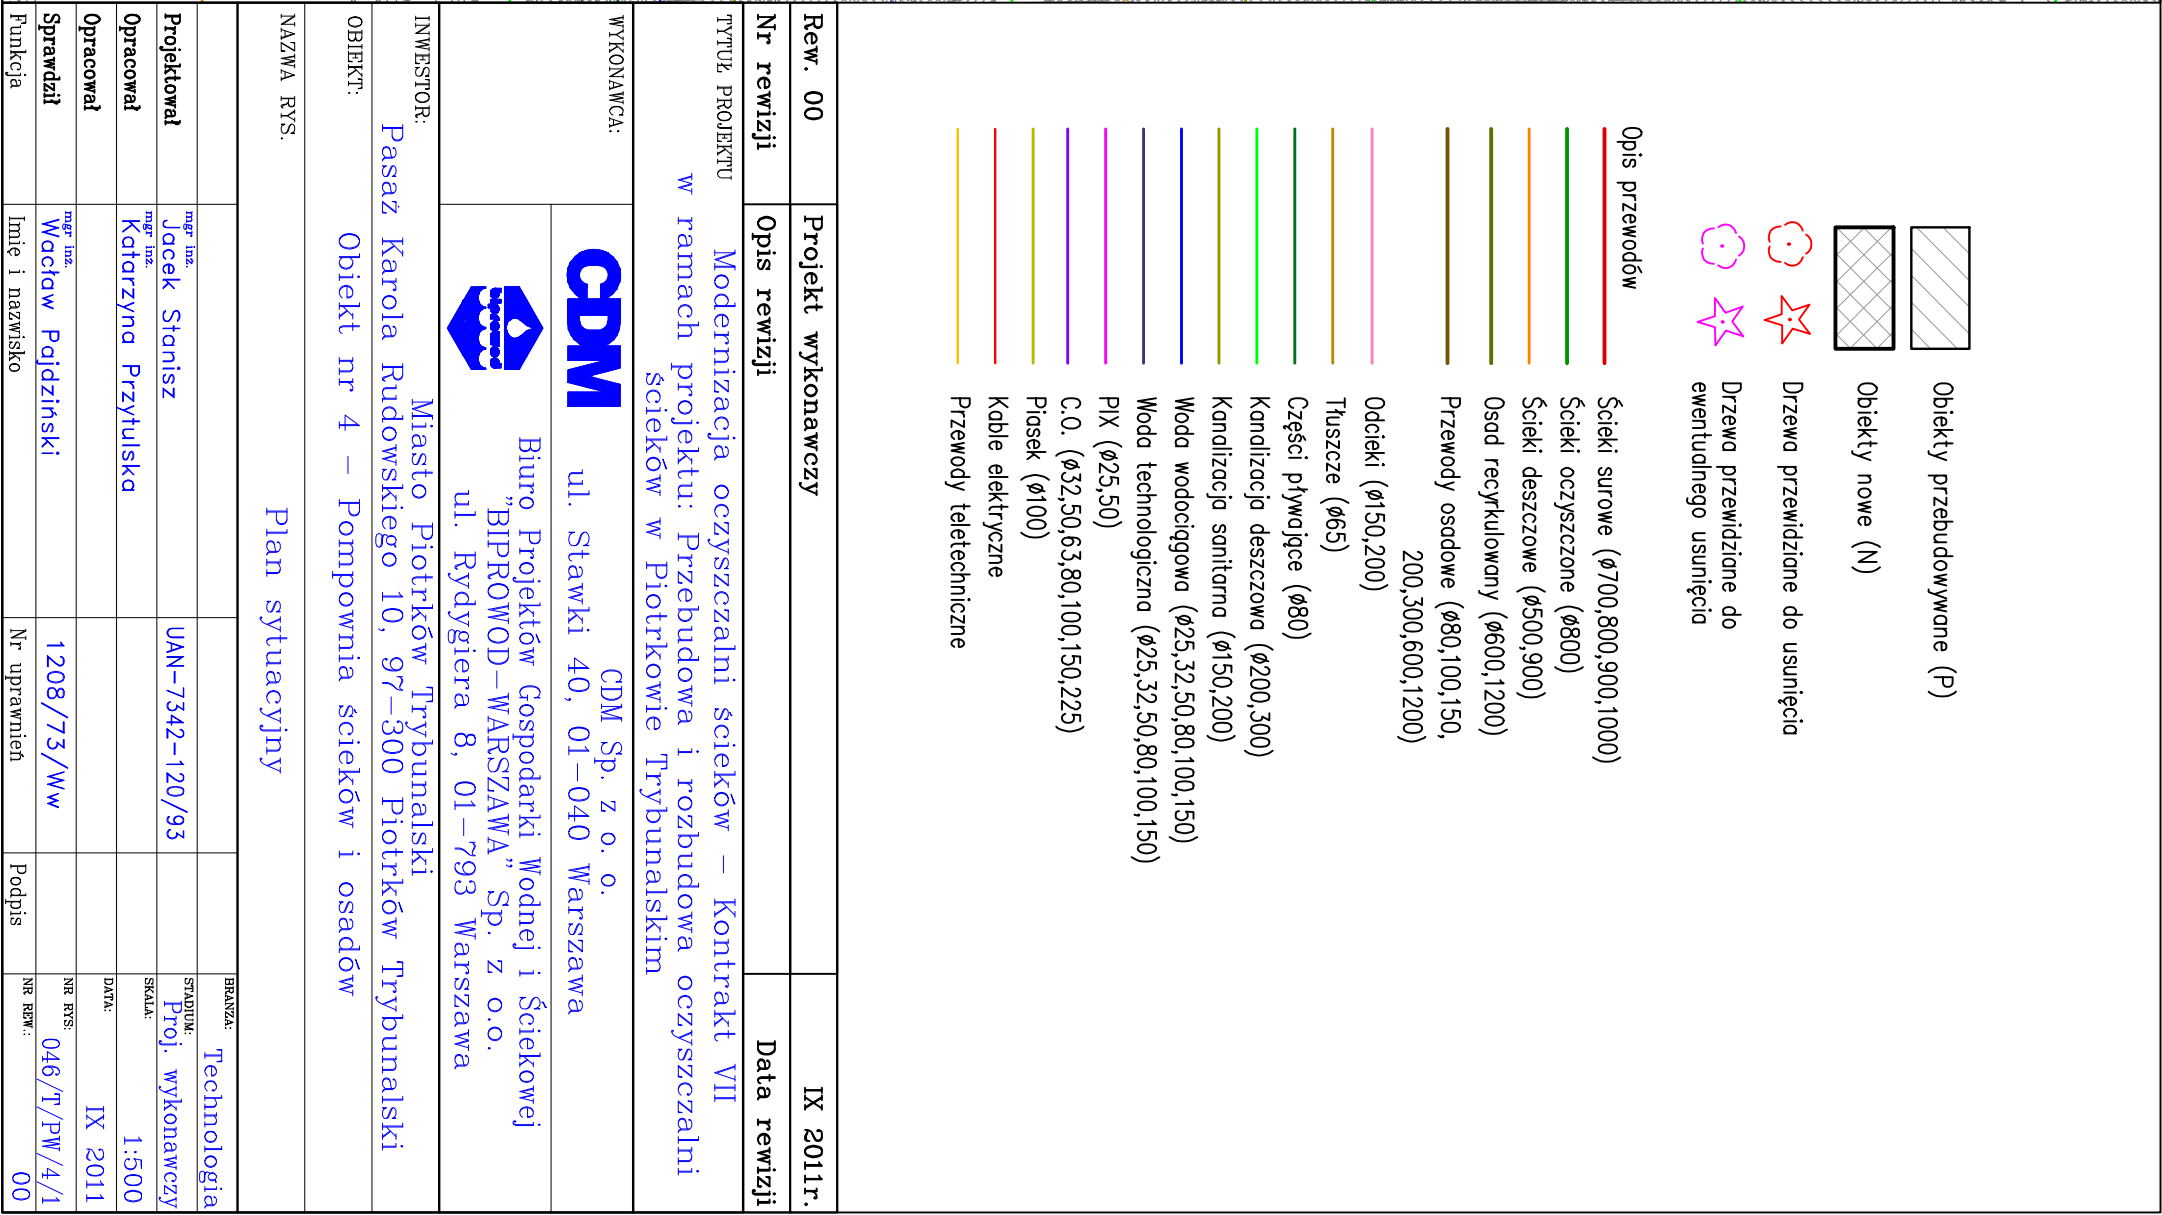 Obiekty przebudowywane (P)
Obiekty nowe (N)
Drzewa przewidziane do usunięcia
Drzewa przewidziane do
ewentualnego usunięcia
Opis przewodów
Ścieki surowe (ø700,800,900,1000)
Ścieki oczyszczone (ø800)
Ścieki deszczowe (ø500,900)
Osad recyrkulowany (ø600,1200)
Przewody osadowe (ø80,100,150,
200,300,600,1200)
Odcieki (ø150,200)
Tłuszcze (ø65)
Części pływające (ø80)
Kanalizacja deszczowa (ø200,300)
Kanalizacja sanitarna (ø150,200)
Woda wodociągowa (ø25,32,50,80,100,150)
Woda technologiczna (ø25,32,50,80,100,150)
PIX (ø25,50)
C.O. (ø32,50,63,80,100,150,225)
Piasek (ø100)
Kable elektryczne
Przewody teletechniczne
Rew. 00 Projekt wykonawczy IX 2011r.
Nr rewizji Opis rewizji Data rewizji
TYTUŁ PROJEKTU Modernizacja oczyszczalni ścieków – Kontrakt VII
w ramach projektu: Przebudowa i rozbudowa oczyszczalni
ścieków w Piotrkowie Trybunalskim
WYKONAWCA:
CDM
CDM Sp. z o. o.
ul. Stawki 40, 01–040 Warszawa
biprowod
Biuro Projektów Gospodarki Wodnej i Ściekowej
"BIPROWOD–WARSZAWA" Sp. z o.o.
ul. Rydygiera 8, 01–793 Warszawa
INWESTOR: Miasto Piotrków Trybunalski
Pasaż Karola Rudowskiego 10, 97–300 Piotrków Trybunalski
OBIEKT: Obiekt nr 4 – Pompownia ścieków i osadów
NAZWA RYS. Plan sytuacyjny
BRANŻA: Technologia
Projektował mgr inż. Jacek Stanisz UAN–7342–120/93 STADIUM: Proj. wykonawczy
Opracował mgr inż. Katarzyna Przytulska SKALA: 1:500
Opracował DATA: IX 2011
Sprawdził mgr inż. Wacław Pajdziński 1208/73/Ww NR RYS: 046/T/PW/4/1
Funkcja Imię i nazwisko Nr uprawnień Podpis NR REW.: 00